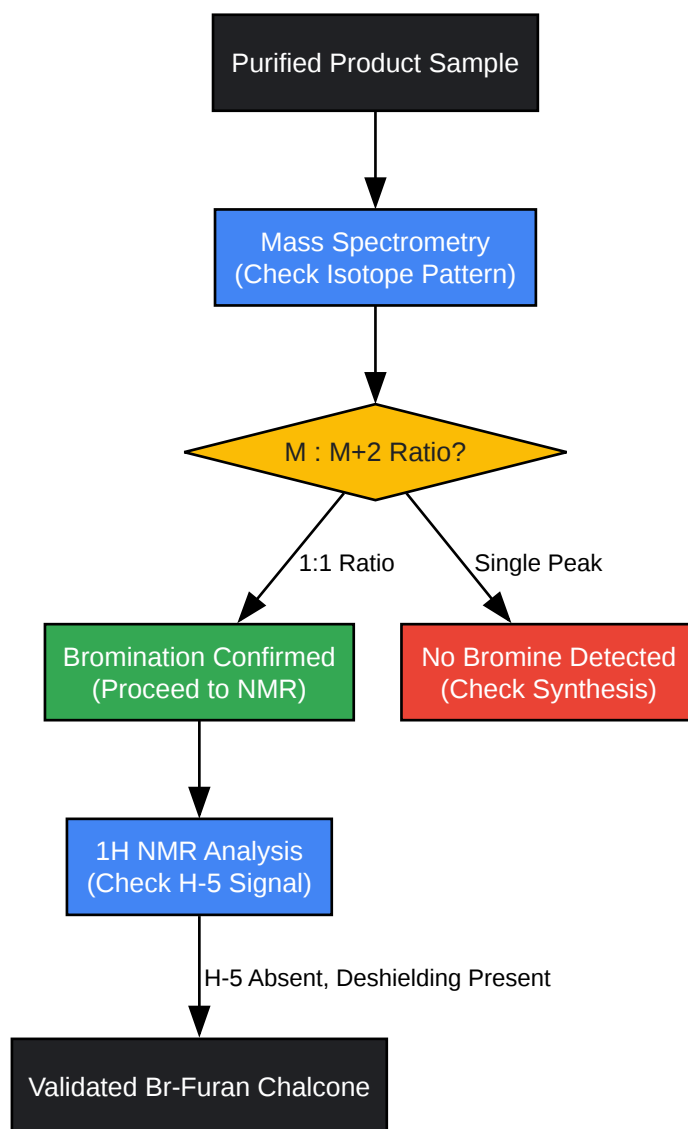 Purified Product Sample
Mass Spectrometry
(Check Isotope Pattern)
M : M+2 Ratio?
1:1 Ratio
Single Peak
Bromination Confirmed
(Proceed to NMR)
No Bromine Detected
(Check Synthesis)
1H NMR Analysis
(Check H-5 Signal)
H-5 Absent, Deshielding Present
Validated Br-Furan Chalcone